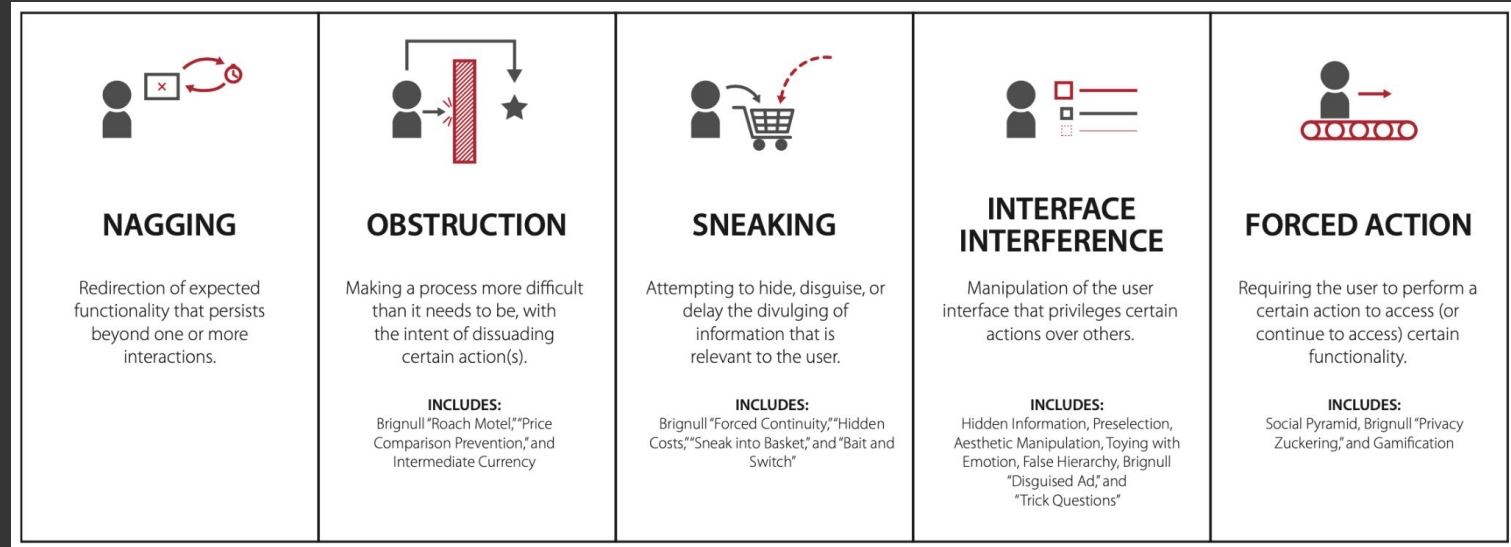 NAGGING
Redirection of expected
functionality that persists
beyond one or more
interactions.
OBSTRUCTION
Making a process more difficult
than it needs to be, with
the intent of dissuading
certain action(s).
INCLUDES:
Brignull “Roach Motel,” “Price
Comparison Prevention,” and
Intermediate Currency
SNEAKING
Attempting to hide, disguise, or
delay the divulging of
information that is
relevant to the user.
INCLUDES:
Brignull “Forced Continuity,” “Hidden
Costs,” “Sneak into Basket,” and “Bait and
Switch”
INTERFACE
INTERFERENCE
Manipulation of the user
interface that privileges certain
actions over others.
INCLUDES:
Hidden Information, Preselection,
Aesthetic Manipulation, Toying with
Emotion, False Hierarchy, Brignull
“Disguised Ad,” and
“Trick Questions”
FORCED ACTION
Requiring the user to perform a
certain action to access (or
continue to access) certain
functionality.
INCLUDES:
Social Pyramid, Brignull “Privacy
Zuckering,” and Gamification